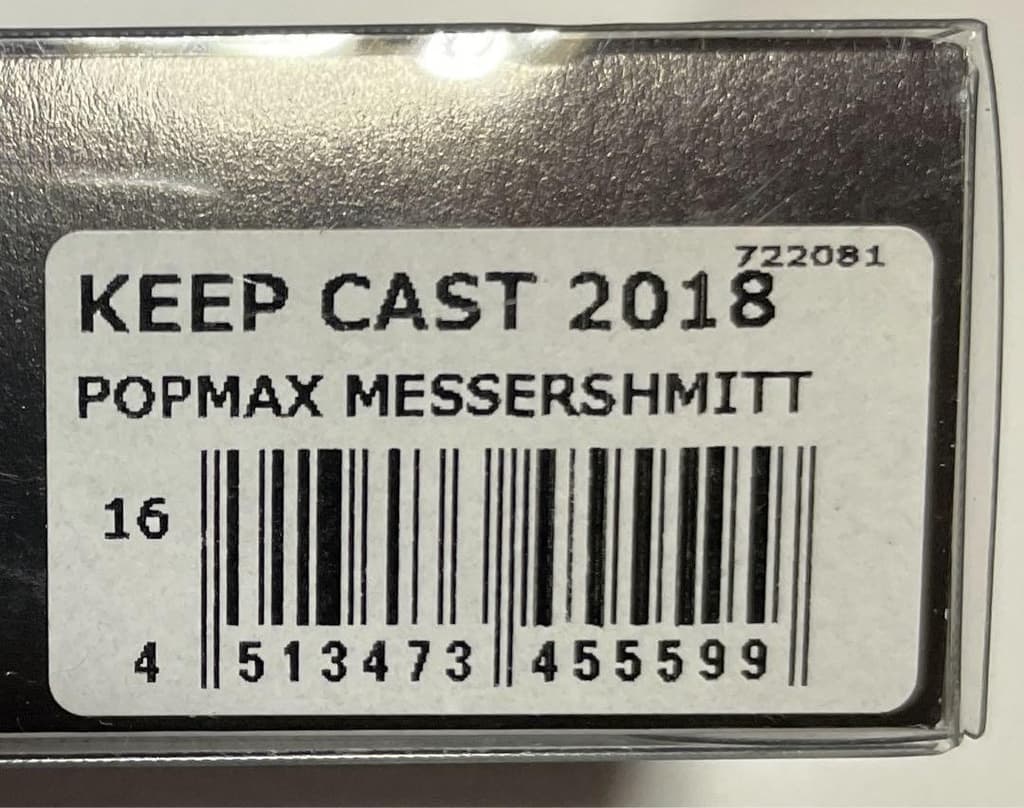 722081
KEEP CAST 2018
POPMAX MESSERSHMITT
16
4 513473 455599